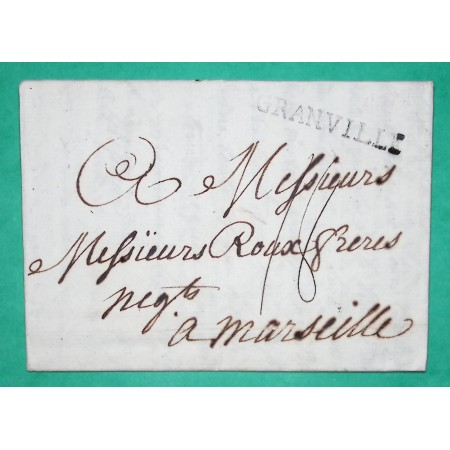 GRANVILLE
A Messieurs
Messieurs Roux freres
negts
a marseille